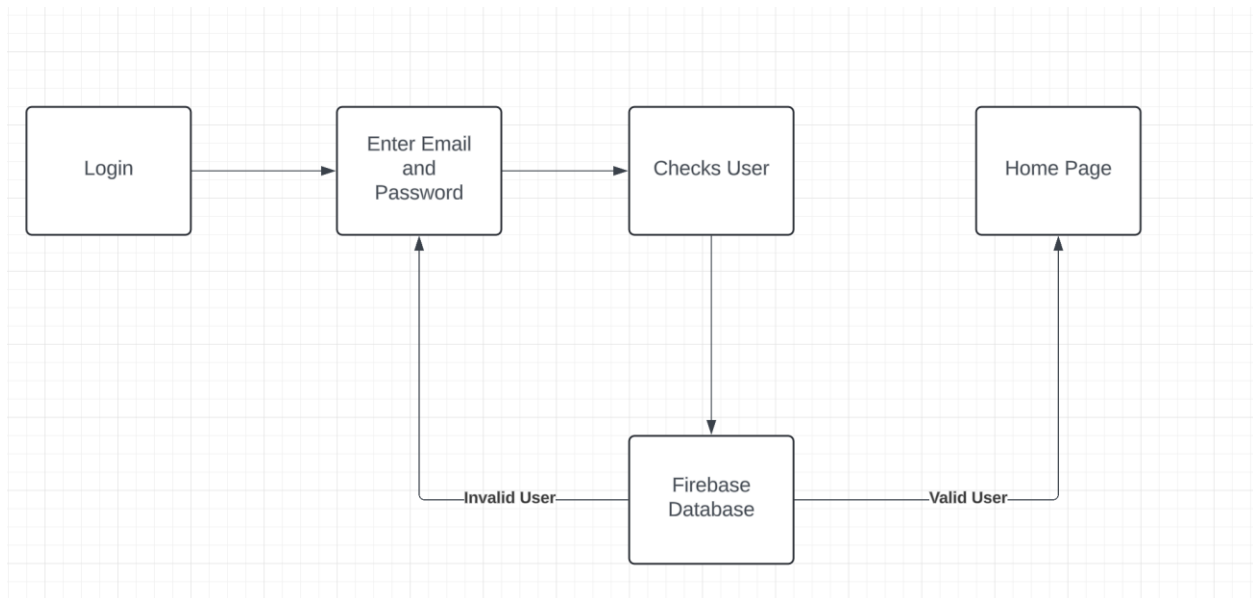 Login
Enter Email
and
Password
Checks User
Home Page
Invalid User
Firebase
Database
Valid User